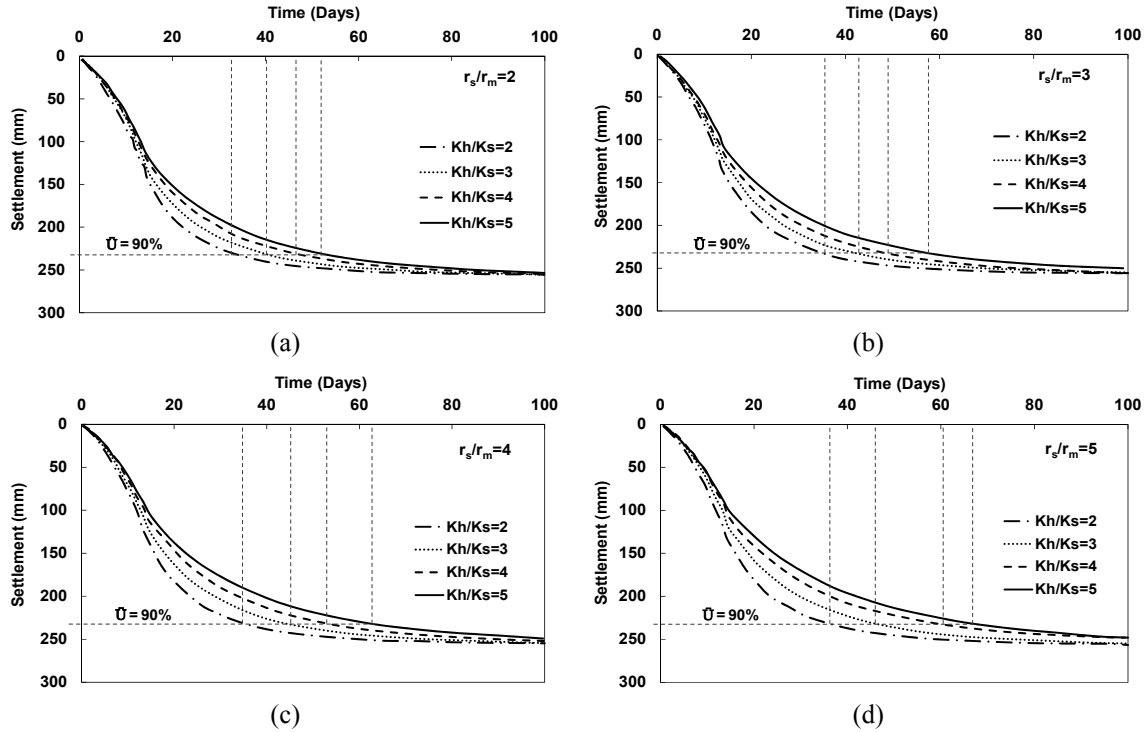 Time (Days)
0 20 40 60 80 100
0
50
100
150
200
250
300
Settlement (mm)
rs/rm=2
Kh/Ks=2
Kh/Ks=3
Kh/Ks=4
Kh/Ks=5
Ū = 90%
(a)
Time (Days)
0 20 40 60 80 100
0
50
100
150
200
250
300
Settlement (mm)
rs/rm=3
Kh/Ks=2
Kh/Ks=3
Kh/Ks=4
Kh/Ks=5
Ū = 90%
(b)
Time (Days)
0 20 40 60 80 100
0
50
100
150
200
250
300
Settlement (mm)
rs/rm=4
Kh/Ks=2
Kh/Ks=3
Kh/Ks=4
Kh/Ks=5
Ū = 90%
(c)
Time (Days)
0 20 40 60 80 100
0
50
100
150
200
250
300
Settlement (mm)
rs/rm=5
Kh/Ks=2
Kh/Ks=3
Kh/Ks=4
Kh/Ks=5
Ū = 90%
(d)